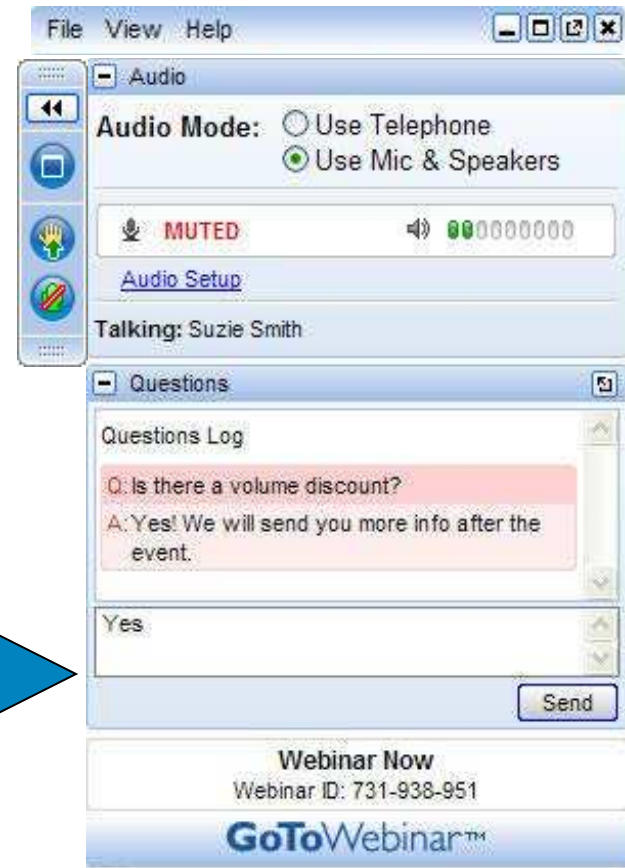 File View Help
Audio
Audio Mode: Use Telephone
Use Mic & Speakers
MUTED
Audio Setup
Talking: Suzie Smith
Questions
Questions Log
Q: Is there a volume discount?
A: Yes! We will send you more info after the
event.
Yes
Send
Webinar Now
Webinar ID: 731-938-951
GoToWebinar™